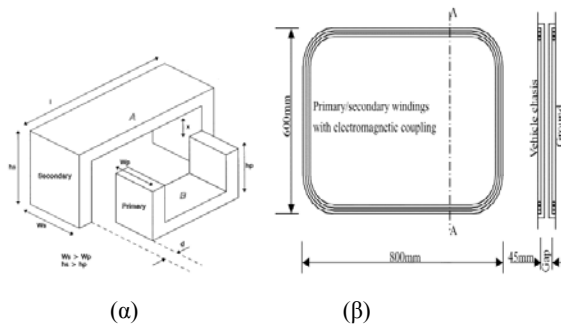 l
A
hs
Secondary
Ws
Wp
x
B
hp
Primary
d
Ws > Wp
hs > hp
(α)
A
Primary/secondary windings
with electromagnetic coupling
600mm
800mm
A
Vehicle chasis
Ground
45mm
Gap
(β)